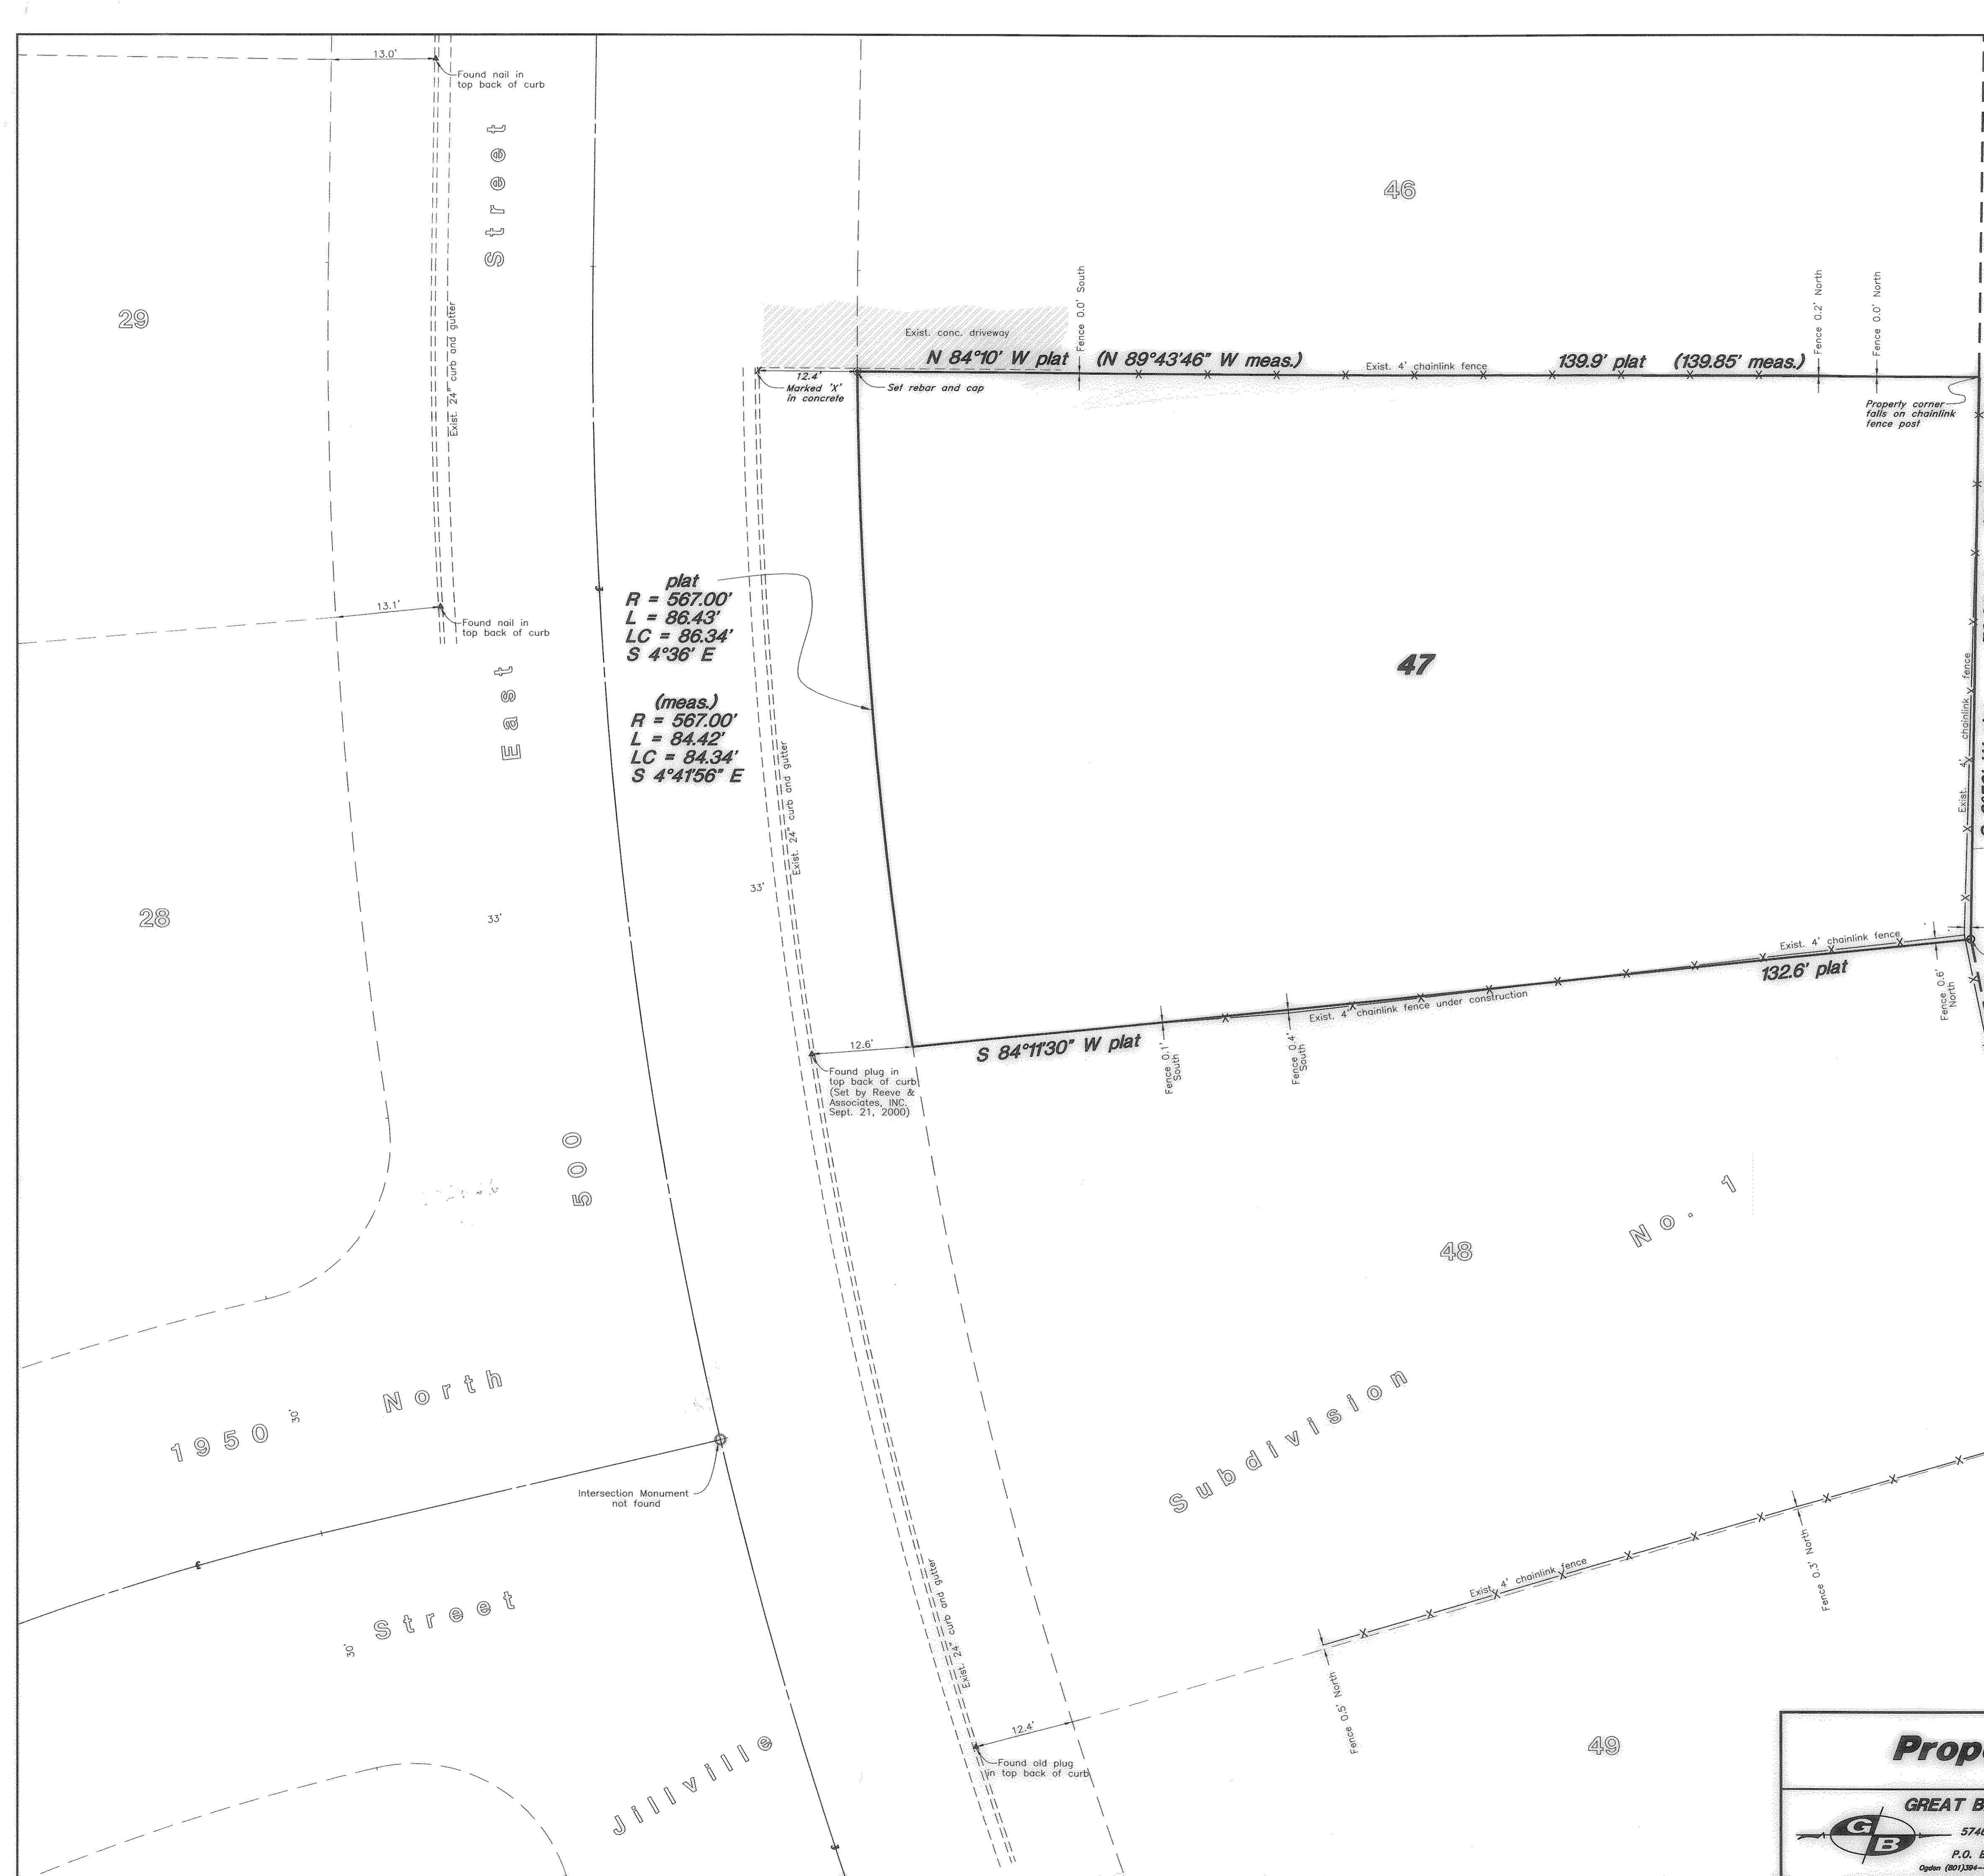 13.0'
Found nail in
top back of curb
Street
46
29
Exist. 24" curb and gutter
Fence 0.0' South
Fence 0.2' North
Fence 0.0' North
Exist. conc. driveway
N 84°10' W plat (N 89°43'46" W meas.)
Exist. 4' chainlink fence
139.9' plat (139.85' meas.)
12.4'
Marked 'X'
in concrete
Set rebar and cap
Property corner
falls on chainlink
fence post
plat
R = 567.00'
L = 86.43'
LC = 86.34'
S 4°36' E
13.1'
Found nail in
top back of curb
East
47
(meas.)
R = 567.00'
L = 84.42'
LC = 84.34'
S 4°41'56" E
Exist. 24" curb and gutter
Exist. 4' chainlink fence
33'
33'
28
Exist. 4' chainlink fence
132.6' plat
Fence 0.6'
North
Exist. 4' chainlink fence under construction
S 84°11'30" W plat
Fence 0.1'
South
Fence 0.4'
South
12.6'
Found plug in
top back of curb
(Set by Reeve &
Associates, INC.
Sept. 21, 2000)
500
No. 1
48
1950 North
30'
Subdivision
Intersection Monument
not found
Exist. 4' chainlink fence
Fence 0.3' North
Street
30'
Exist. 24" curb and gutter
Fence 0.5' North
12.4'
Found old plug
in top back of curb
Jillville
49
GREAT
G
B
P.O.
Ogden (801)394-